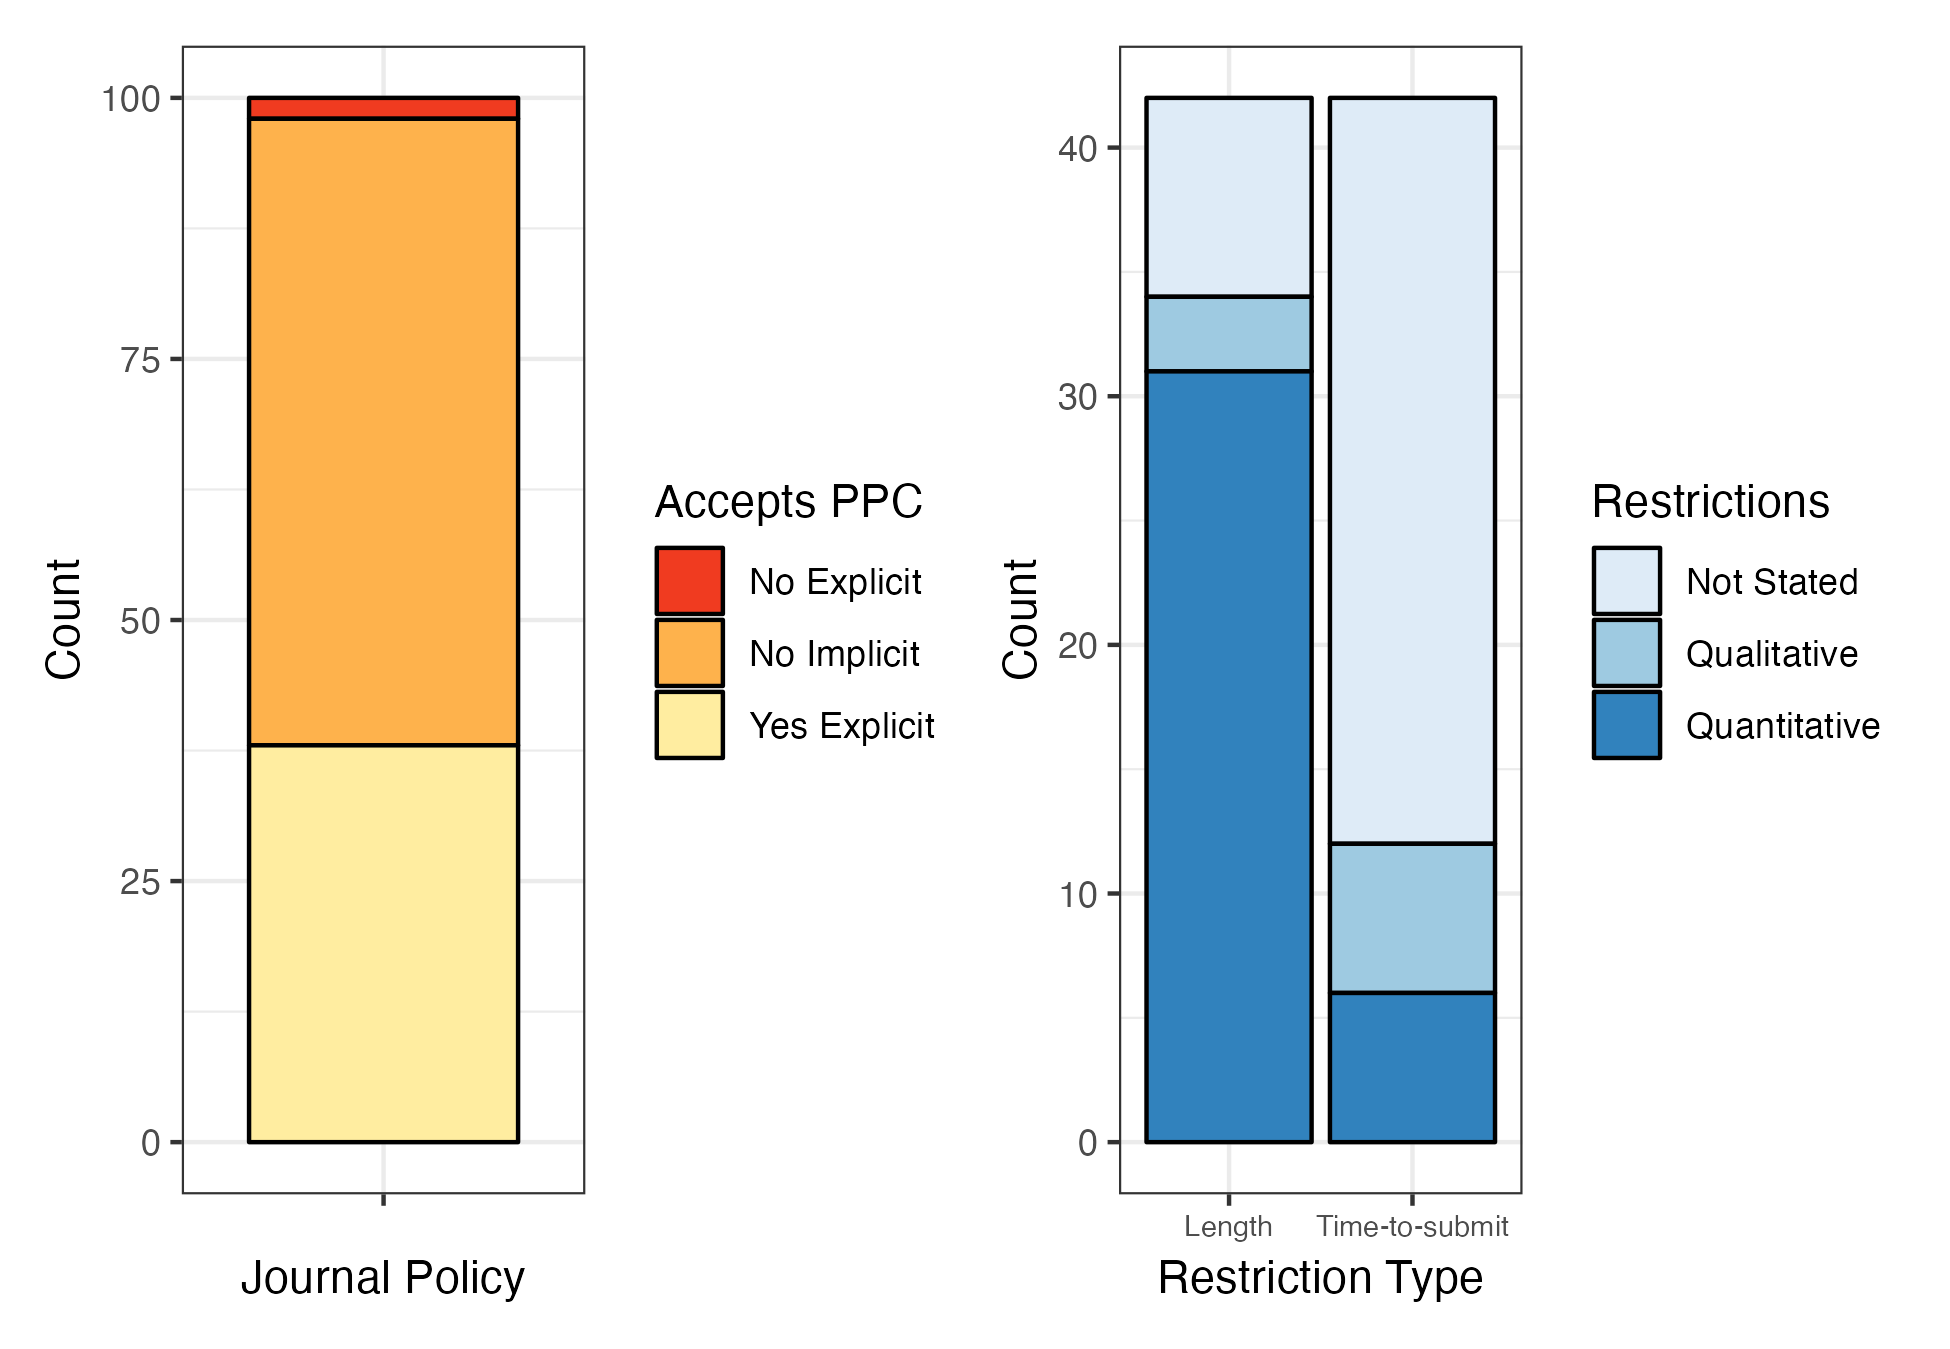 100
75
50
25
0
Count
Journal Policy
Accepts PPC
No Explicit
No Implicit
Yes Explicit
40
30
20
10
0
Count
Length
Time-to-submit
Restriction Type
Restrictions
Not Stated
Qualitative
Quantitative